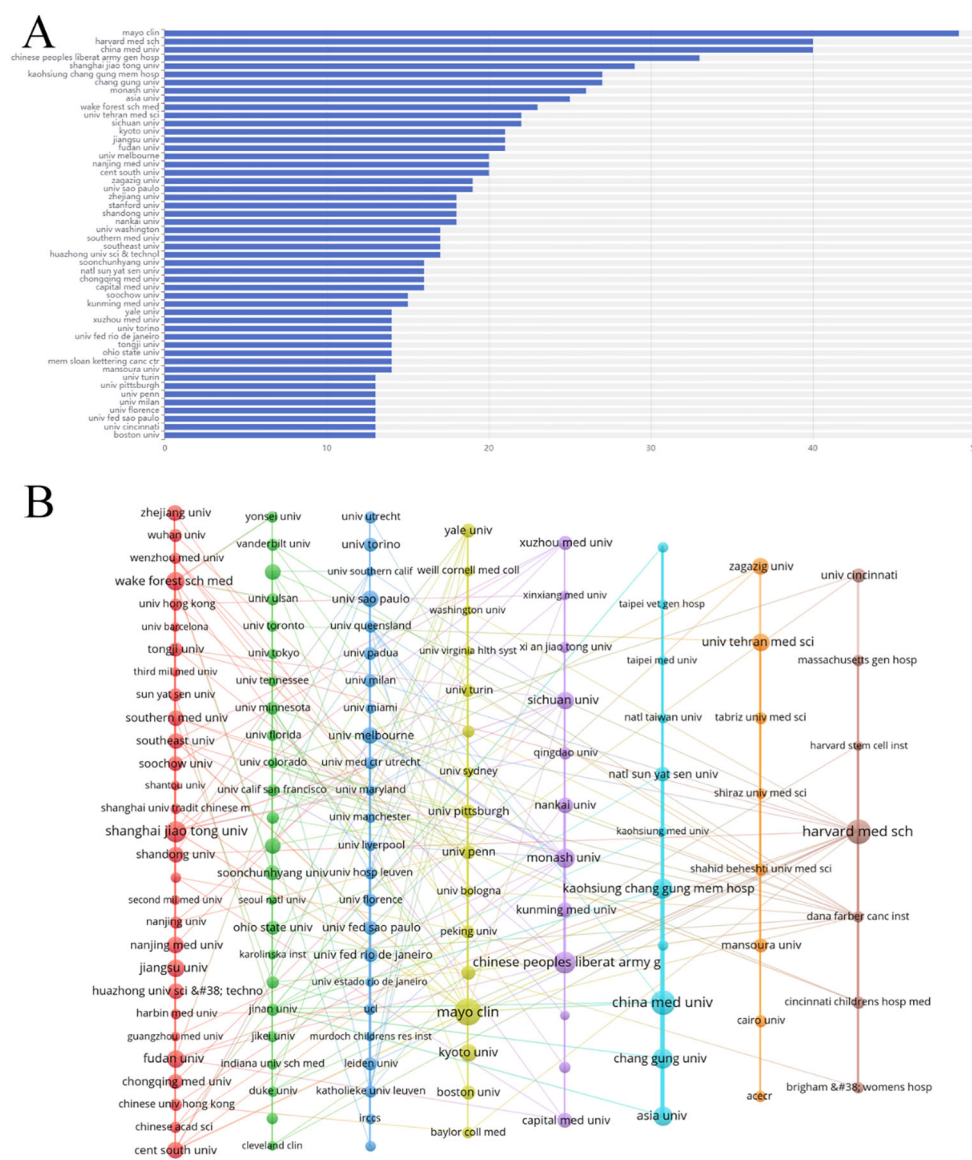 A
mayo clin
harvard med sch
china med univ
chinese peoples liberat army gen hosp
shanghai jiao tong univ
kaohsiung chang gung mem hosp
chang gung univ
monash univ
asia univ
wake forest sch med
univ tehran med sci
sichuan univ
kyoto univ
jiangsu univ
fudan univ
univ melbourne
nanjing med univ
cent south univ
zagazig univ
univ sao paulo
zhejiang univ
stanford univ
shandong univ
nankai univ
univ washington
southern med univ
southeast univ
huazhong univ sci & technol
soonchunhyang univ
natl sun yat sen univ
chongqing med univ
capital med univ
soochow univ
kunming med univ
yale univ
xuzhou med univ
univ torino
univ fed rio de janeiro
tongji univ
ohio state univ
mem sloan kettering canc ctr
mansoura univ
univ turin
univ pittsburgh
univ penn
univ milan
univ florence
univ fed sao paulo
univ cincinnati
boston univ
0 10 20 30 40
B
zhejiang univ
wuhan univ
wenzhou med univ
wake forest sch med
univ hong kong
univ barcelona
tongji univ
third mil med univ
sun yat sen univ
southern med univ
southeast univ
soochow univ
shantou univ
shanghai univ tradit chinese m
shanghai jiao tong univ
shandong univ
second mil med univ
nanjing univ
nanjing med univ
jiangsu univ
huazhong univ sci &#38; techno
harbin med univ
guangzhou med univ
fudan univ
chongqing med univ
chinese univ hong kong
chinese acad sci
cent south univ
yonsei univ
vanderbilt univ
univ ulsan
univ toronto
univ tokyo
univ tennessee
univ minnesota
univ florida
univ colorado
univ calif san francisco
soonchunhyang univ
seoul natl univ
ohio state univ
karolinska inst
jinan univ
jikei univ
indiana univ sch med
duke univ
cleveland clin
univ utrecht
univ torino
univ southern calif
univ sao paulo
univ queensland
univ padua
univ milan
univ miami
univ melbourne
univ med ctr utrecht
univ maryland
univ manchester
univ liverpool
univ hosp leuven
univ florence
univ fed sao paulo
univ fed rio de janeiro
univ estado rio de janeiro
ucl
murdoch childrens res inst
leiden univ
katholieke univ leuven
irccs
yale univ
weill cornell med coll
washington univ
univ virginia hlth syst
univ turin
univ sydney
univ pittsburgh
univ penn
univ bologna
peking univ
mayo clin
kyoto univ
boston univ
baylor coll med
xuzhou med univ
xinxiang med univ
xi an jiao tong univ
sichuan univ
qingdao univ
nankai univ
monash univ
kunming med univ
chinese peoples liberat army g
capital med univ
taipei vet gen hosp
taipei med univ
natl taiwan univ
natl sun yat sen univ
kaohsiung med univ
kaohsiung chang gung mem hosp
china med univ
chang gung univ
asia univ
zagazig univ
univ tehran med sci
tabriz univ med sci
shiraz univ med sci
shahid beheshti univ med sci
mansoura univ
cairo univ
acecr
univ cincinnati
massachusetts gen hosp
harvard stem cell inst
harvard med sch
dana farber canc inst
cincinnati childrens hosp med
brigham &#38; womens hosp